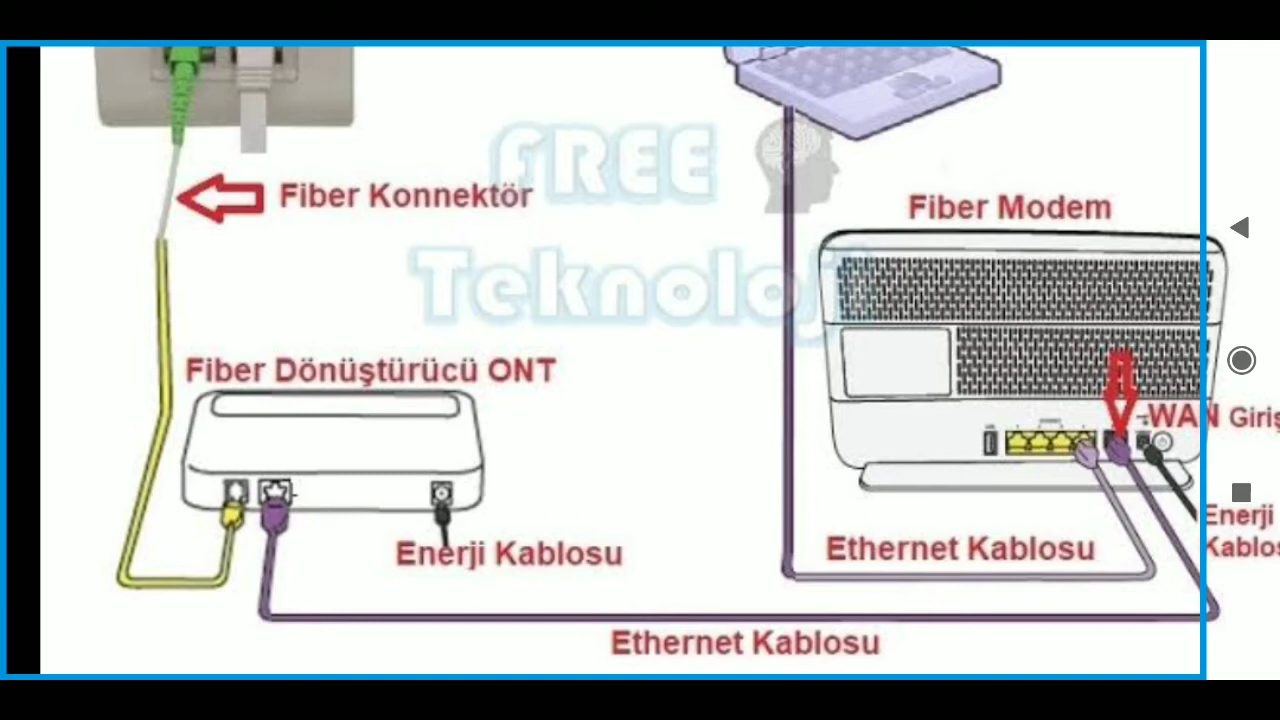 FREE
Teknoloji
Fiber Konnektör
Fiber Modem
Fiber Dönüştürücü ONT
WAN Giriş
Enerji Kablosu
Ethernet Kablosu
Enerji
Kablos
Ethernet Kablosu